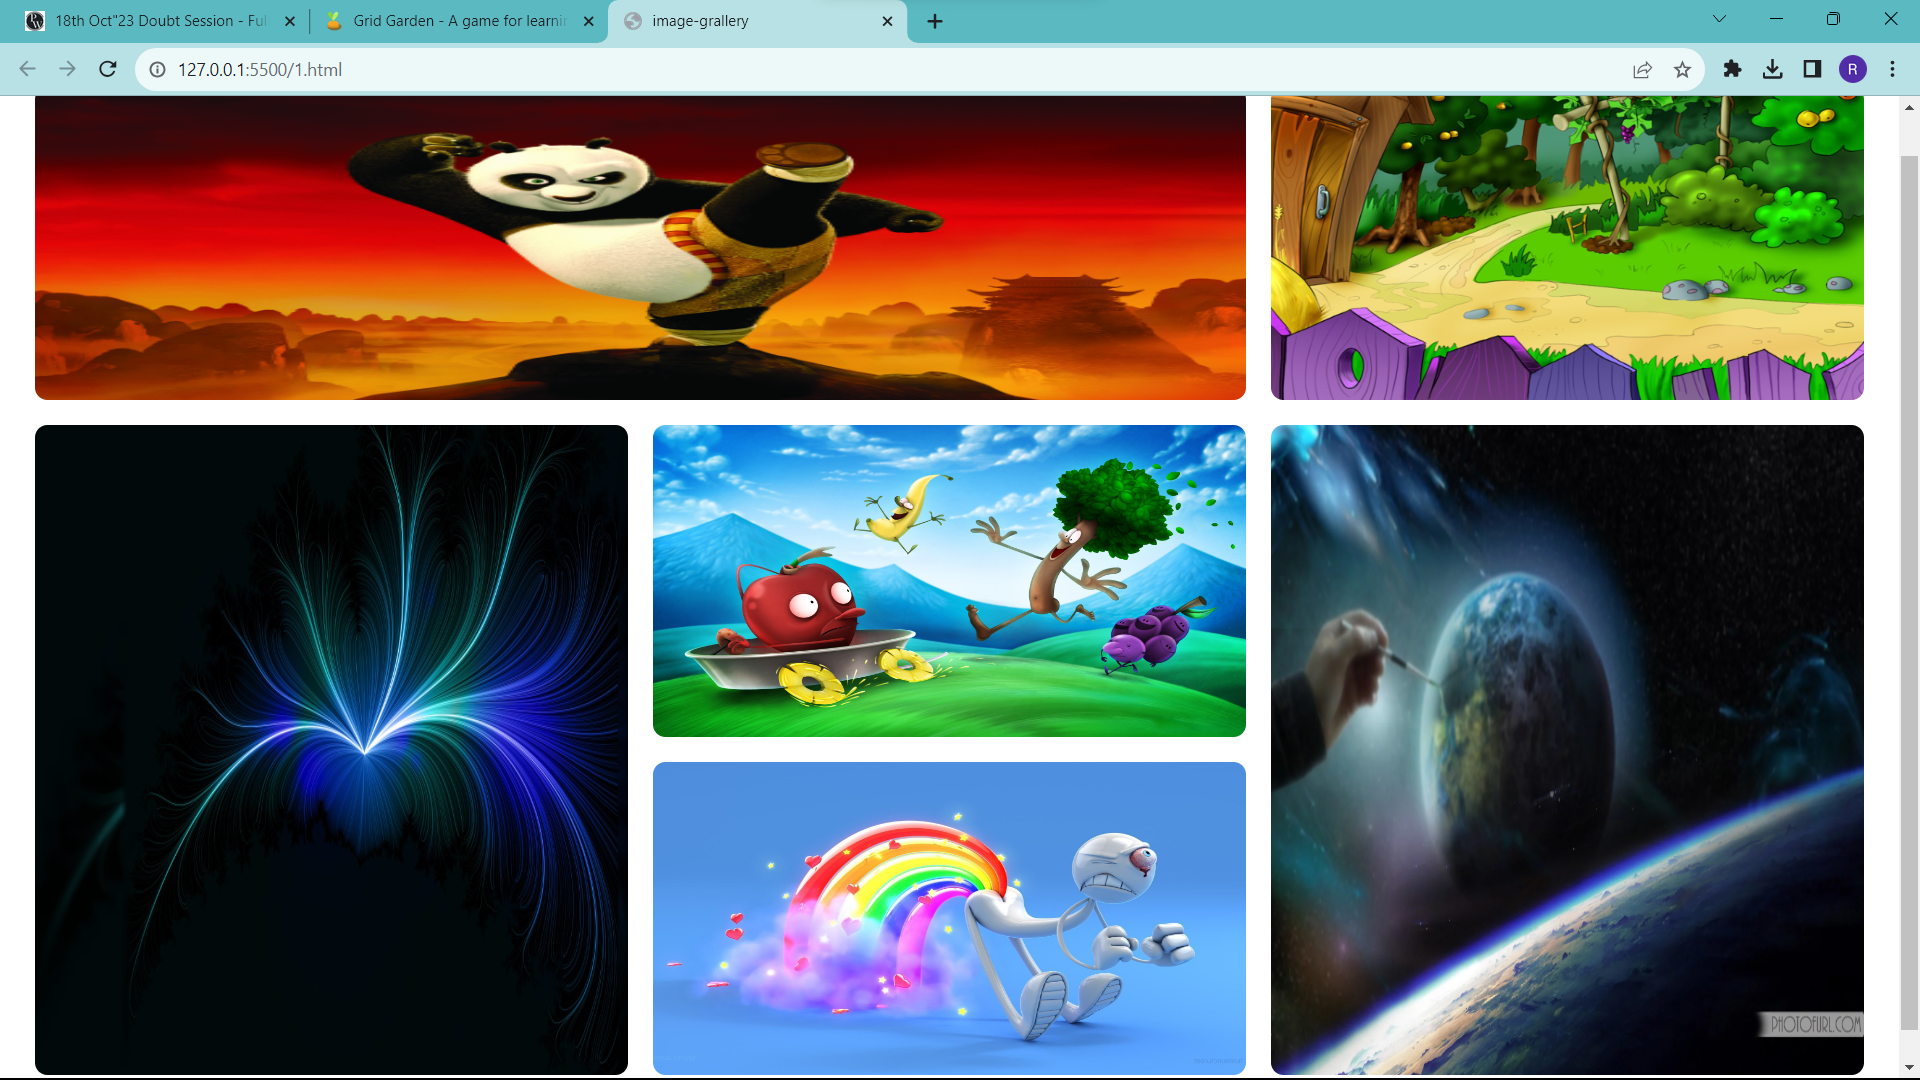 18th Oct"23 Doubt Session - Ful
Grid Garden - A game for learnin
image-grallery
127.0.0.1:5500/1.html
R
PHOTOFURL.COM